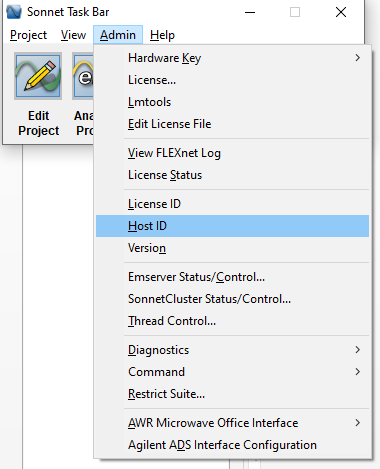 Sonnet Task Bar
Project View Admin Help
Edit
Project
Ana
Pro
Hardware Key
License...
Lmtools
Edit License File
View FLEXnet Log
License Status
License ID
Host ID
Version
Emserver Status/Control...
SonnetCluster Status/Control...
Thread Control...
Diagnostics
Command
Restrict Suite...
AWR Microwave Office Interface
Agilent ADS Interface Configuration